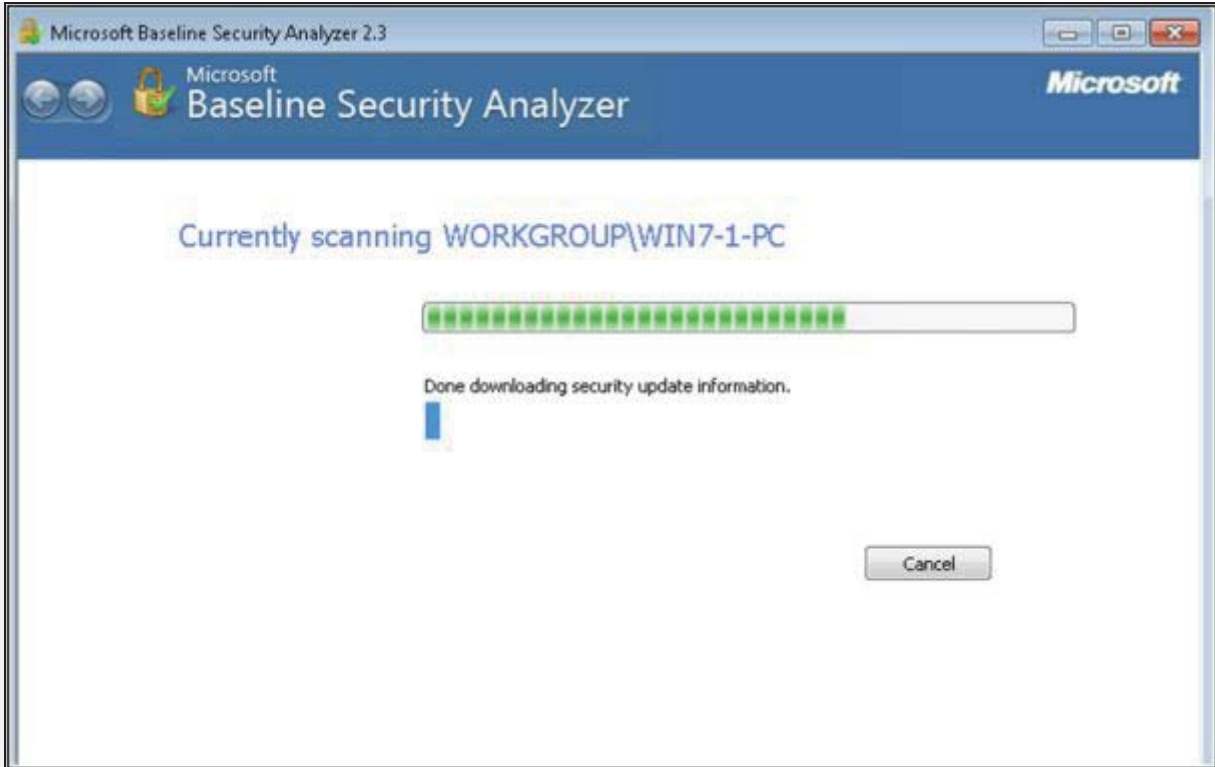 Microsoft Baseline Security Analyzer 2.3
Microsoft
Baseline Security Analyzer
Microsoft
Currently scanning WORKGROUP\WIN7-1-PC
Done downloading security update information.
Cancel